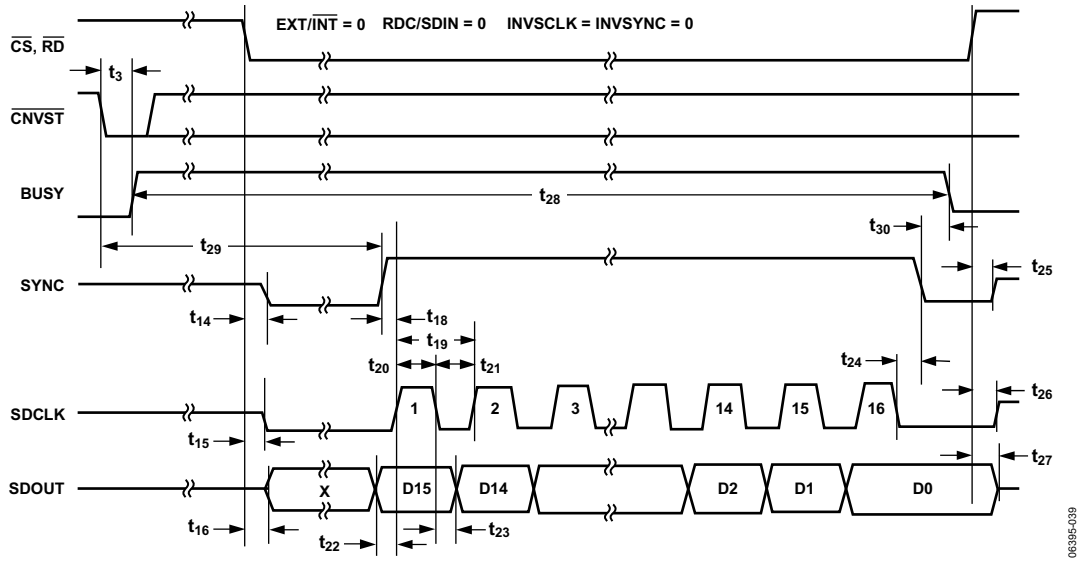 EXT/INT = 0 RDC/SDIN = 0 INVSCLK = INVSYNC = 0
CS, RD
t3
CNVST
BUSY
t28
t30
t29
t25
SYNC
t14
t18
t19
t20
t21
t24
t26
SDCLK
1
2
3
14
15
16
t15
t27
SDOUT
X
D15
D14
D2
D1
D0
t16
t22
t23
06395-039